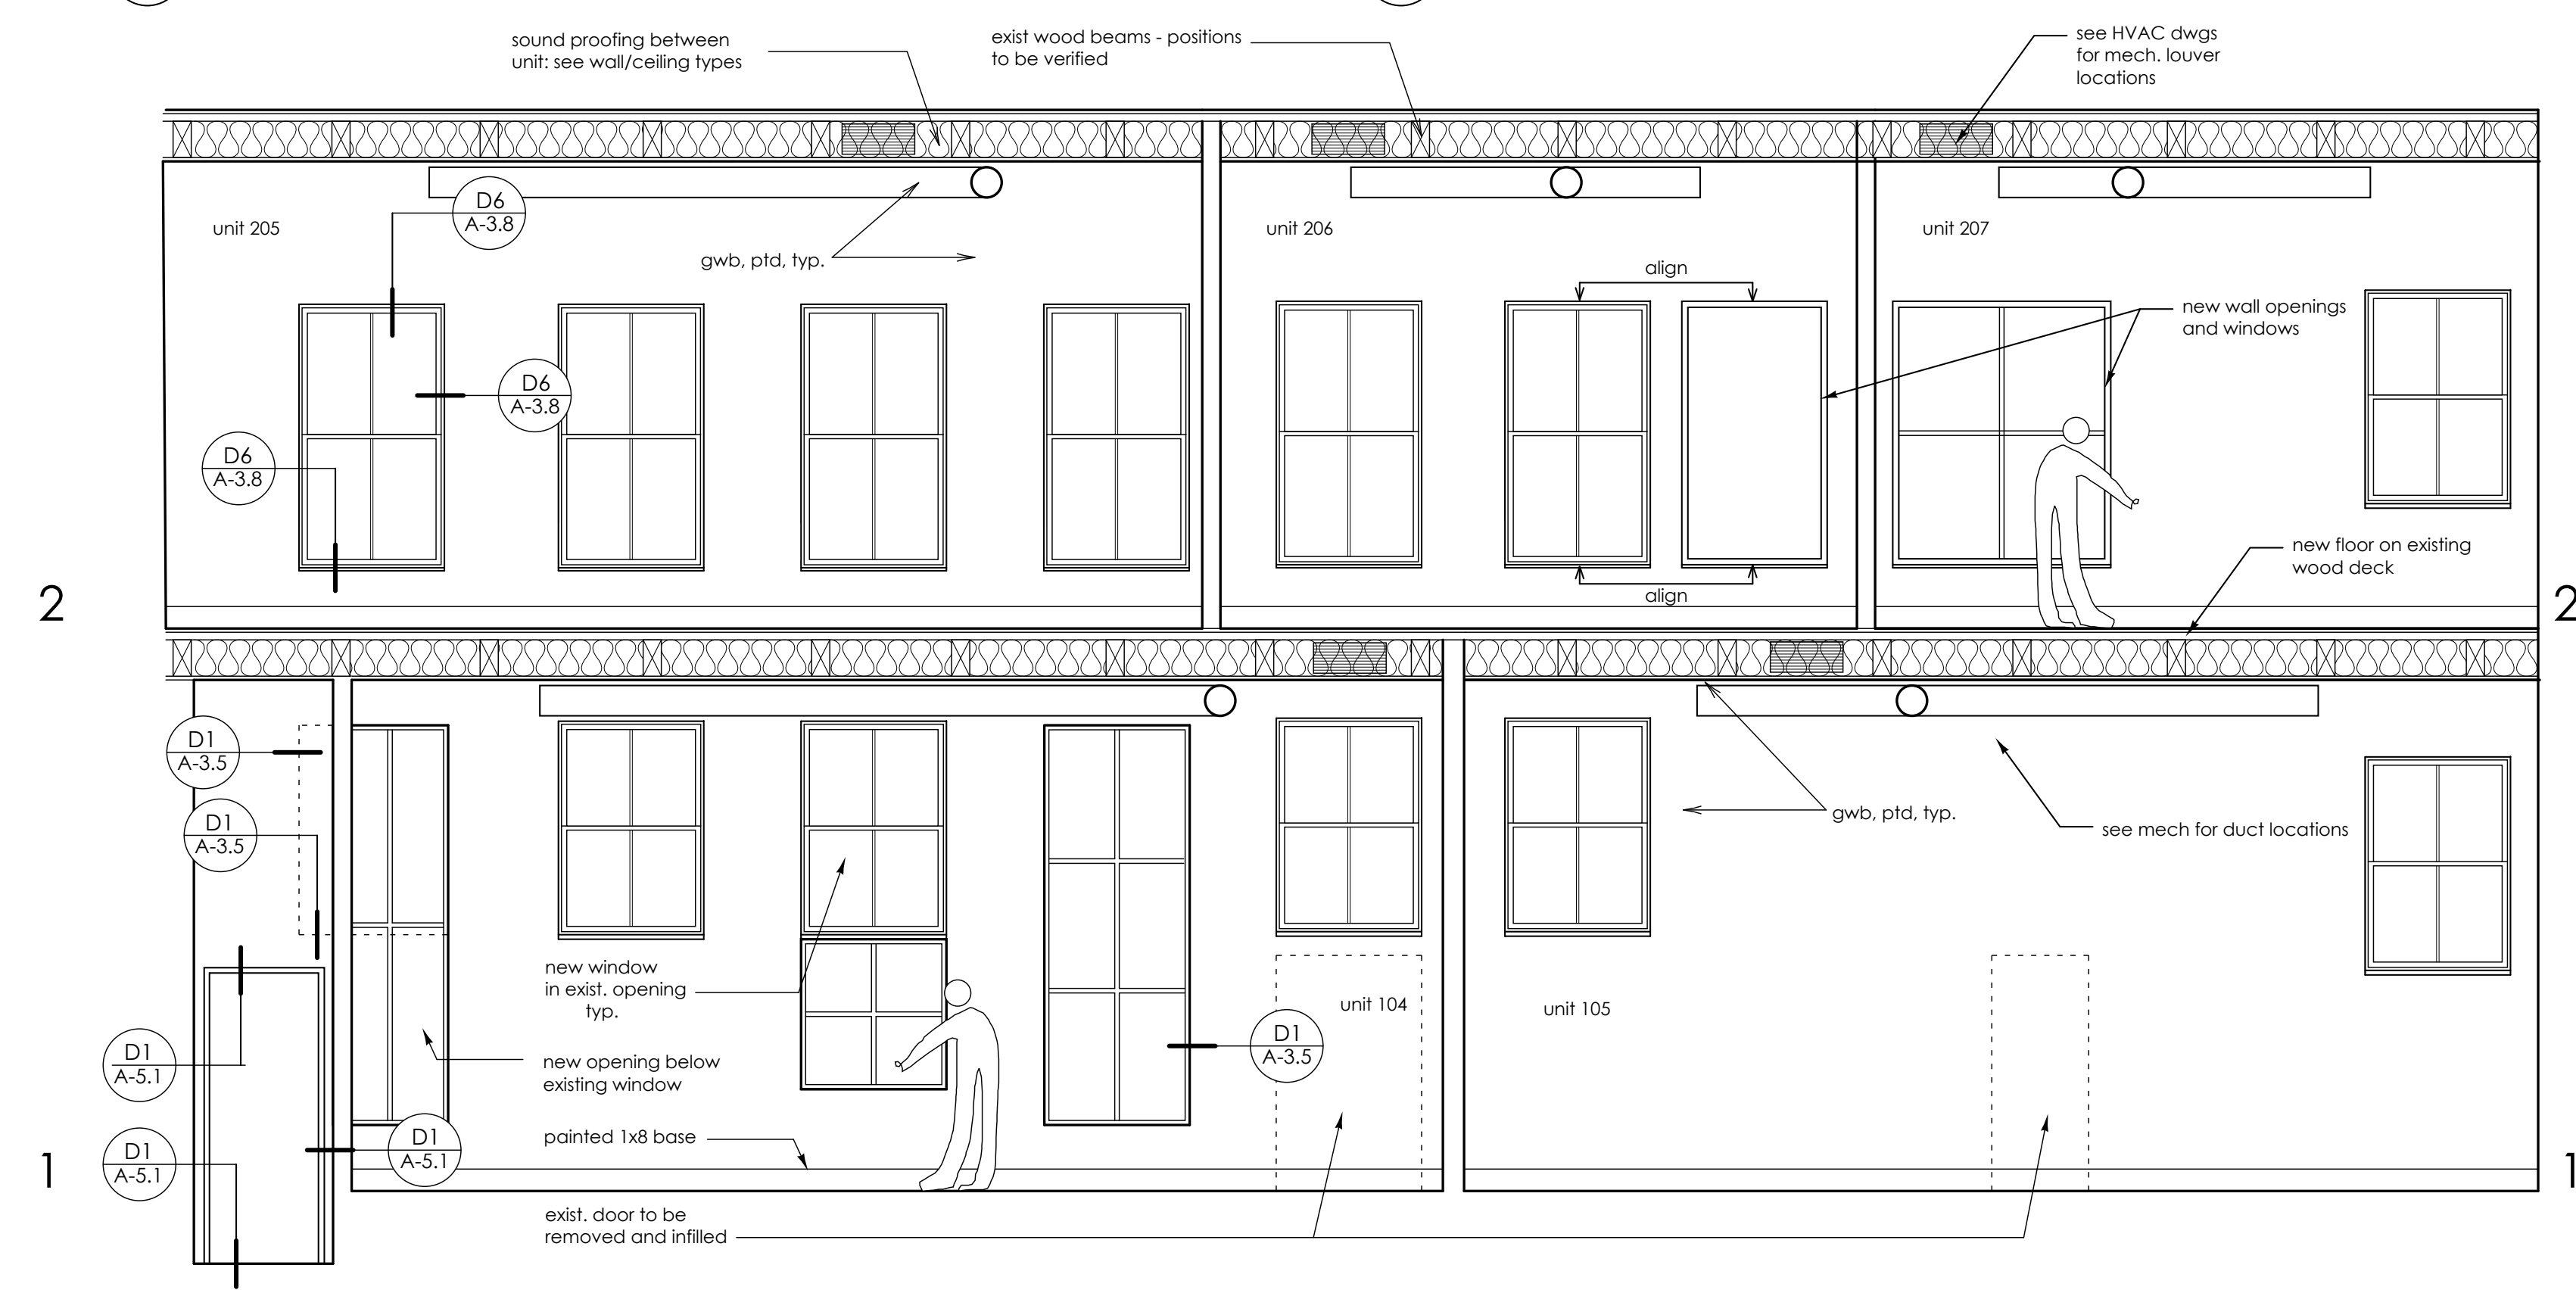 sound proofing between
unit: see wall/ceiling types
exist wood beams - positions
to be verified
see HVAC dwgs
for mech. louver
locations
D6
A-3.8
unit 205
gwb, ptd, typ.
unit 206
unit 207
align
new wall openings
and windows
D6
A-3.8
D6
A-3.8
new floor on existing
wood deck
align
2
2
D1
A-3.5
D1
A-3.5
gwb, ptd, typ.
see mech for duct locations
new window
in exist. opening
typ.
unit 104
unit 105
D1
A-3.5
D1
A-5.1
new opening below
existing window
painted 1x8 base
D1
A-5.1
D1
A-5.1
1
1
exist. door to be
removed and infilled